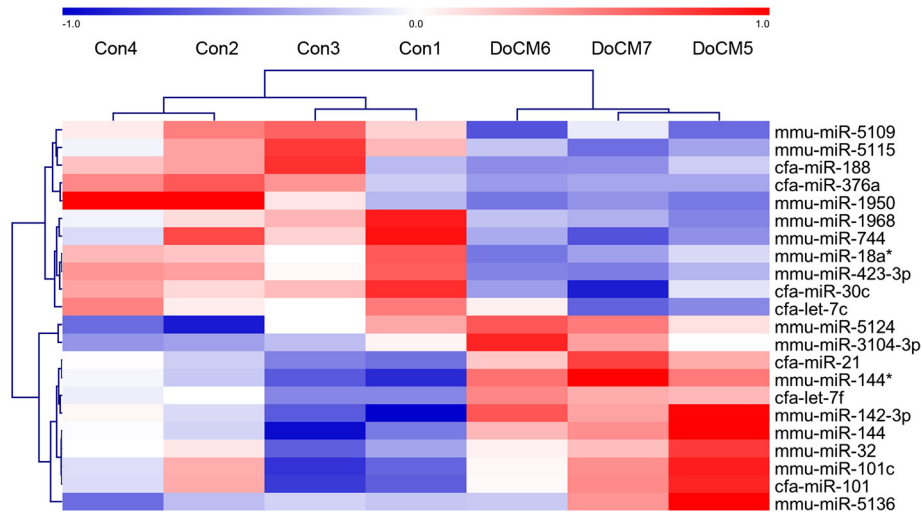 -1.0 0.0 1.0
Con4 Con2 Con3 Con1 DoCM6 DoCM7 DoCM5
mmu-miR-5109
mmu-miR-5115
cfa-miR-188
cfa-miR-376a
mmu-miR-1950
mmu-miR-1968
mmu-miR-744
mmu-miR-18a*
mmu-miR-423-3p
cfa-miR-30c
cfa-let-7c
mmu-miR-5124
mmu-miR-3104-3p
cfa-miR-21
mmu-miR-144*
cfa-let-7f
mmu-miR-142-3p
mmu-miR-144
mmu-miR-32
mmu-miR-101c
cfa-miR-101
mmu-miR-5136